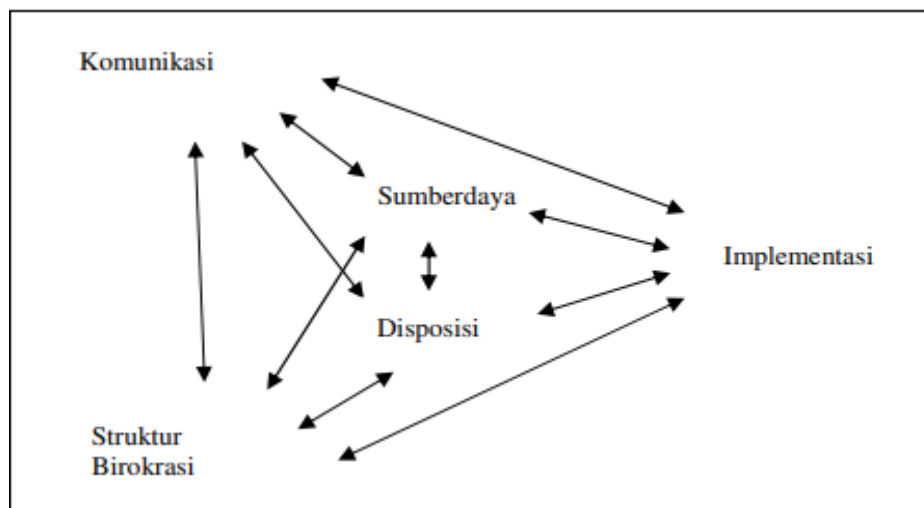 Komunikasi
Sumberdaya
Implementasi
Disposisi
Struktur
Birokrasi